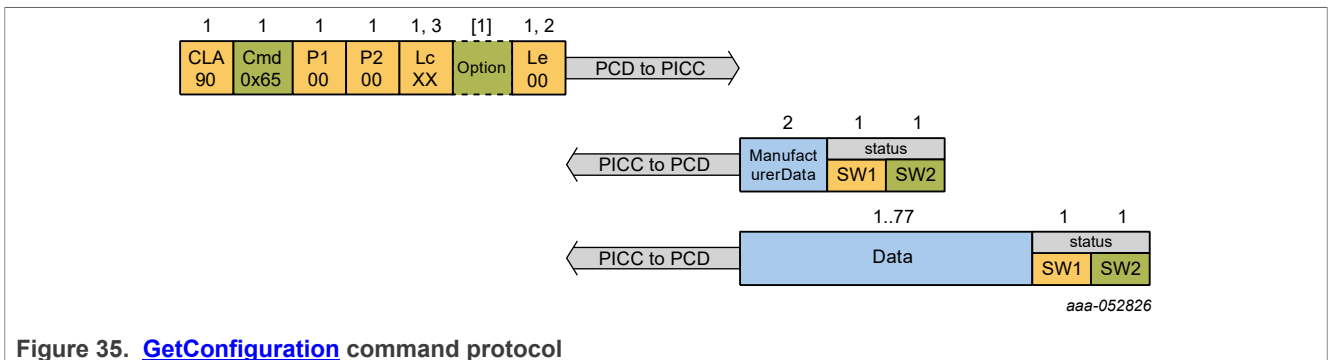 1 1 1 1 1, 3 [1] 1, 2
CLA Cmd P1 P2 Lc Option Le
90 0x65 00 00 XX 00
PCD to PICC
2 1 1
Manufact
urerData
status
SW1 SW2
PICC to PCD
1..77 1 1
Data
status
SW1 SW2
PICC to PCD
aaa-052826
Figure 35. GetConfiguration command protocol